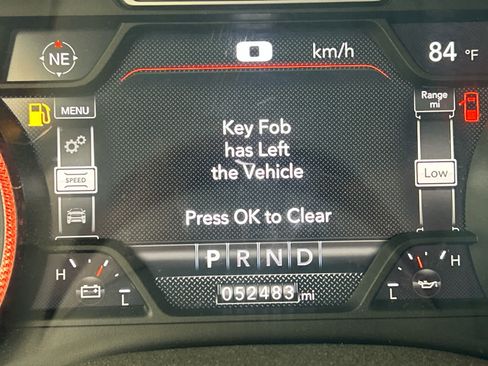 NE
0 km/h
84 °F
MENU
Range
mi
Key Fob
has Left
the Vehicle
SPEED
Low
Press OK to Clear
P R N D
H
L
052483 mi
H
L